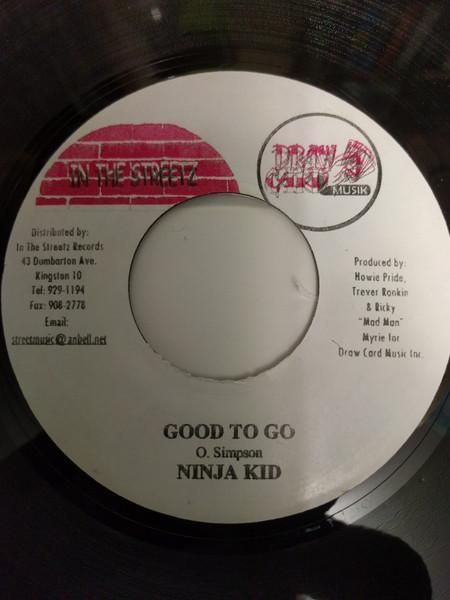 IN THE STREETZ
DRAW
CARD
MUSIK
Distributed by:
In The Streetz Records
43 Dumbarton Ave.
Kingston 10
Tel: 929-1194
Fax: 908-2778
Email:
streetmusic@anbell.net
Produced by:
Howie Pride,
Trever Ronkin
& Ricky
"Mad Man"
Myrie for
Draw Card Music Inc.
GOOD TO GO
O. Simpson
NINJA KID